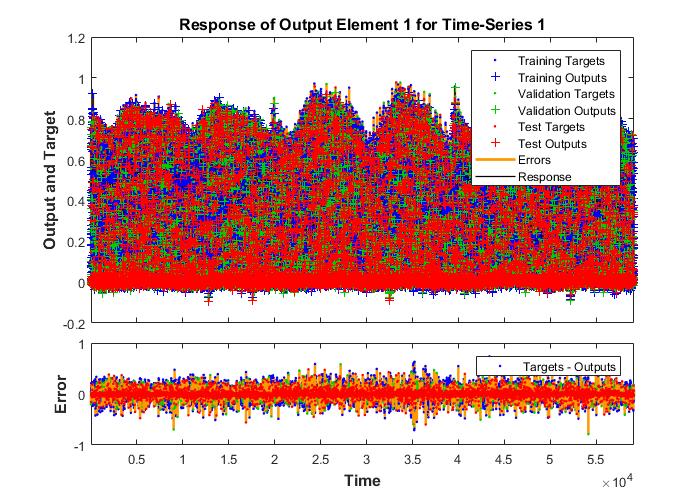 Response of Output Element 1 for Time-Series 1
1.2
1
0.8
0.6
0.4
0.2
0
-0.2
Output and Target
Training Targets
Training Outputs
Validation Targets
Validation Outputs
Test Targets
Test Outputs
Errors
Response
1
0
-1
Error
Targets - Outputs
0.5 1 1.5 2 2.5 3 3.5 4 4.5 5 5.5
Time
×10⁴